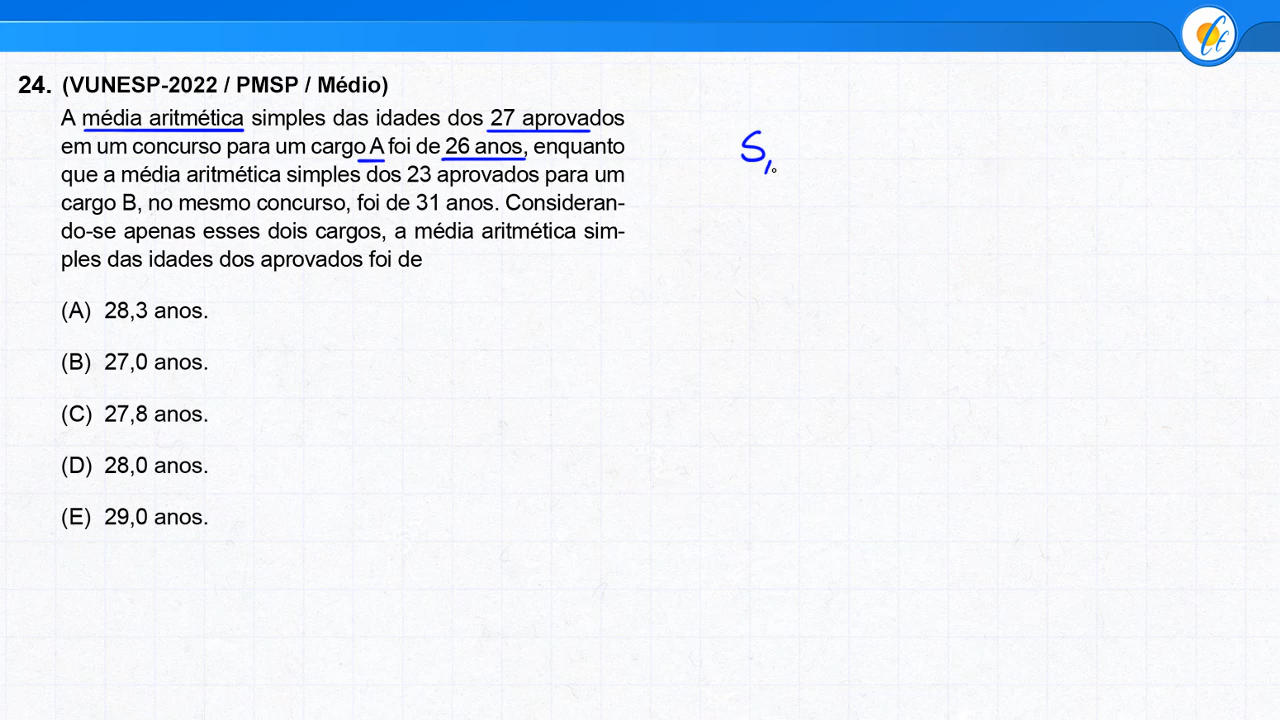 24. (VUNESP-2022 / PMSP / Médio)
A média aritmética simples das idades dos 27 aprovados
em um concurso para um cargo A foi de 26 anos, enquanto
que a média aritmética simples dos 23 aprovados para um
cargo B, no mesmo concurso, foi de 31 anos. Consideran-
do-se apenas esses dois cargos, a média aritmética sim-
ples das idades dos aprovados foi de
S
(A) 28,3 anos.
(B) 27,0 anos.
(C) 27,8 anos.
(D) 28,0 anos.
(E) 29,0 anos.